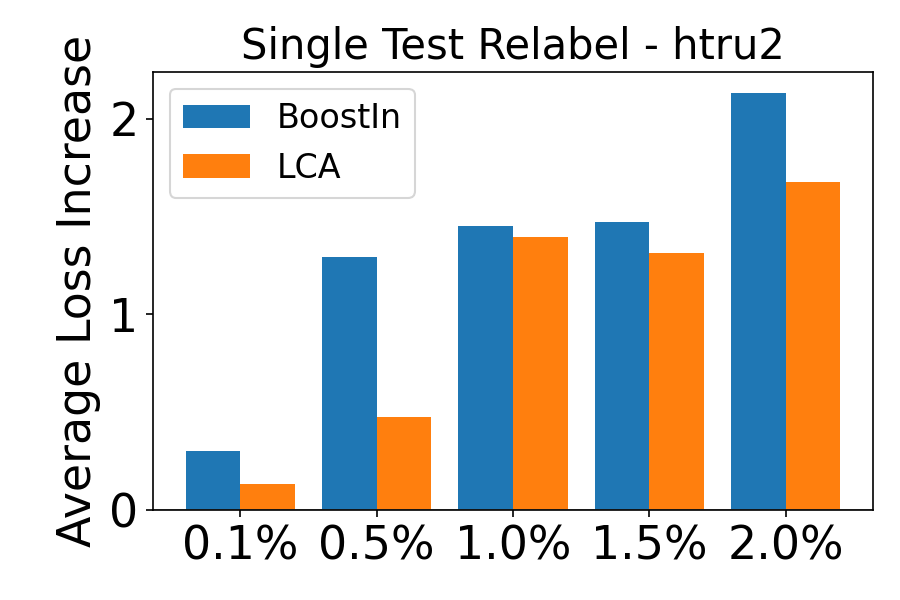 Single Test Relabel - htru2
Average Loss Increase
2
1
0
BoostIn
LCA
0.1% 0.5% 1.0% 1.5% 2.0%